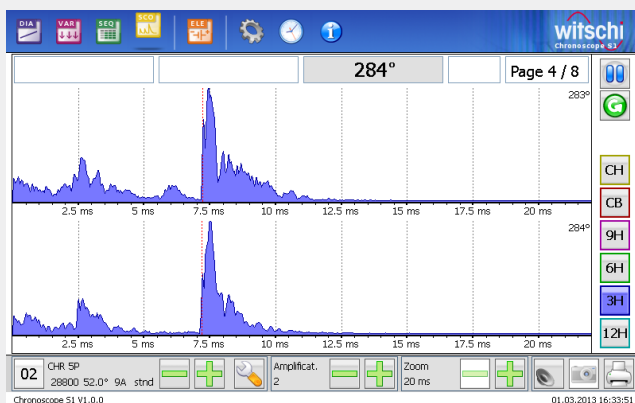 DIA VAR SEQ SCO ELE
witschi
Chronoscope S1
284° Page 4 / 8
283°
2.5 ms 5 ms 7.5 ms 10 ms 12.5 ms 15 ms 17.5 ms 20 ms
284°
2.5 ms 5 ms 7.5 ms 10 ms 12.5 ms 15 ms 17.5 ms 20 ms
CH
CB
9H
6H
3H
12H
02 CHR 5P
28800 52.0° 9A stnd
Amplificat.
2
Zoom
20 ms
Chronoscope S1 V1.0.0 01.03.2013 16:33:51